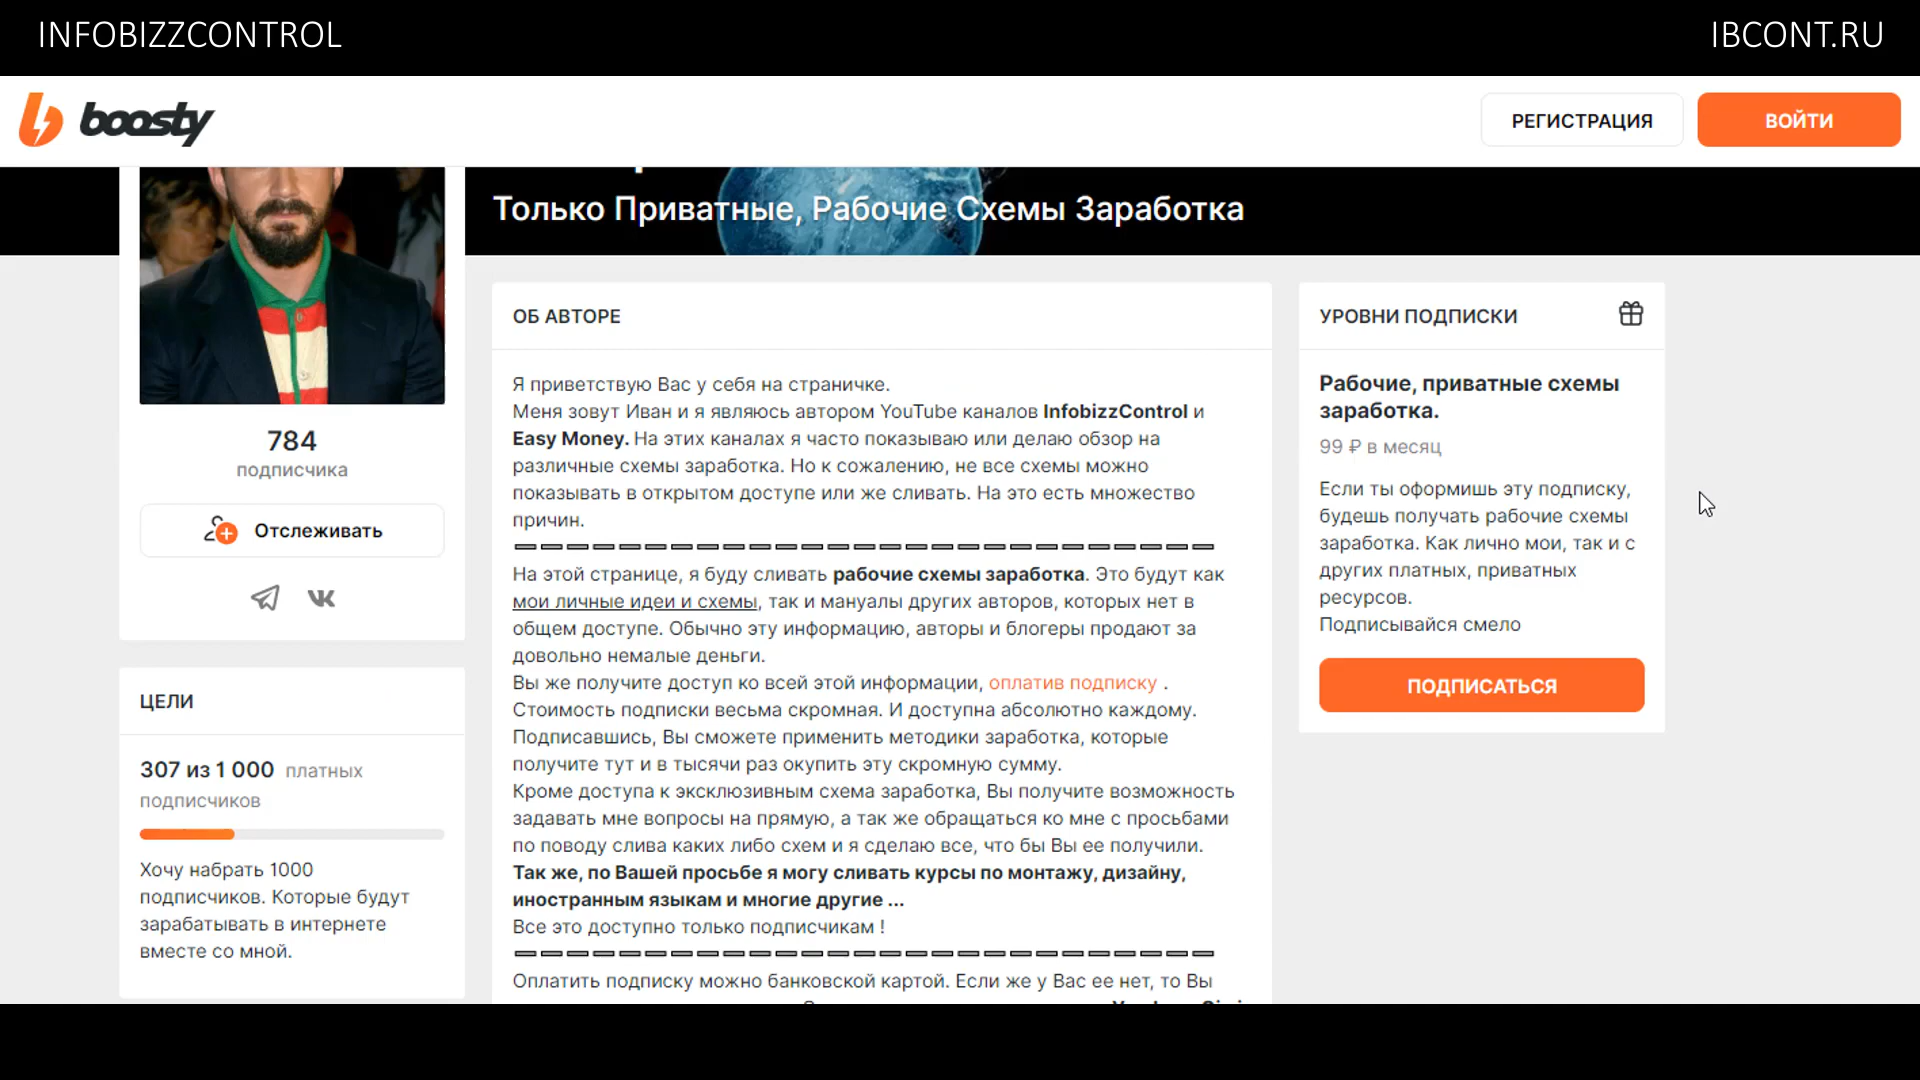 INFOBIZZCONTROL
IBCONT.RU
boosty
РЕГИСТРАЦИЯ
ВОЙТИ
Только Приватные, Рабочие Схемы Заработка
784
подписчика
Отслеживать
ЦЕЛИ
307 из 1 000 платных
подписчиков
Хочу набрать 1000
подписчиков. Которые будут
зарабатывать в интернете
вместе со мной.
ОБ АВТОРЕ
Я приветствую Вас у себя на страничке.
Меня зовут Иван и я являюсь автором YouTube каналов InfobizzControl и
Easy Money. На этих каналах я часто показываю или делаю обзор на
различные схемы заработка. Но к сожалению, не все схемы можно
показывать в открытом доступе или же сливать. На это есть множество
причин.
На этой странице, я буду сливать рабочие схемы заработка. Это будут как
мои личные идеи и схемы, так и мануалы других авторов, которых нет в
общем доступе. Обычно эту информацию, авторы и блогеры продают за
довольно немалые деньги.
Вы же получите доступ ко всей этой информации, оплатив подписку .
Стоимость подписки весьма скромная. И доступна абсолютно каждому.
Подписавшись, Вы сможете применить методики заработка, которые
получите тут и в тысячи раз окупить эту скромную сумму.
Кроме доступа к эксклюзивным схема заработка, Вы получите возможность
задавать мне вопросы на прямую, а так же обращаться ко мне с просьбами
по поводу слива каких либо схем и я сделаю все, что бы Вы ее получили.
Так же, по Вашей просьбе я могу сливать курсы по монтажу, дизайну,
иностранным языкам и многие другие ...
Все это доступно только подписчикам !
Оплатить подписку можно банковской картой. Если же у Вас ее нет, то Вы
УРОВНИ ПОДПИСКИ
Рабочие, приватные схемы
заработка.
99 ₽ в месяц
Если ты оформишь эту подписку,
будешь получать рабочие схемы
заработка. Как лично мои, так и с
других платных, приватных
ресурсов.
Подписывайся смело
ПОДПИСАТЬСЯ